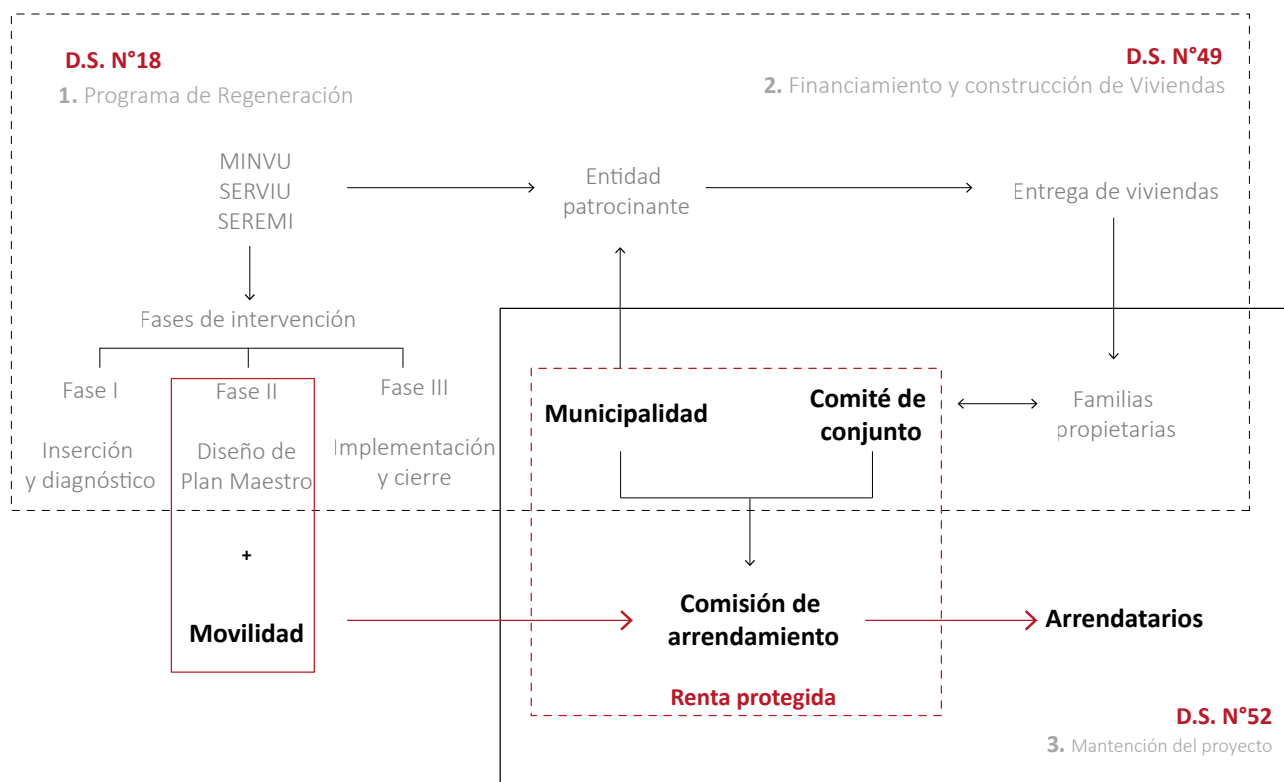 D.S. N°18
1. Programa de Regeneración
D.S. N°49
2. Financiamiento y construcción de Viviendas
MINVU
SERVIU
SEREMI
Entidad
patrocinante
Entrega de viviendas
Fases de intervención
Fase I
Inserción
y diagnóstico
Fase II
Diseño de
Plan Maestro
Fase III
Implementación
y cierre
+
Movilidad
Municipalidad
Comité de
conjunto
Familias
propietarias
Comisión de
arrendamiento
Arrendatarios
Renta protegida
D.S. N°52
3. Mantención del proyecto